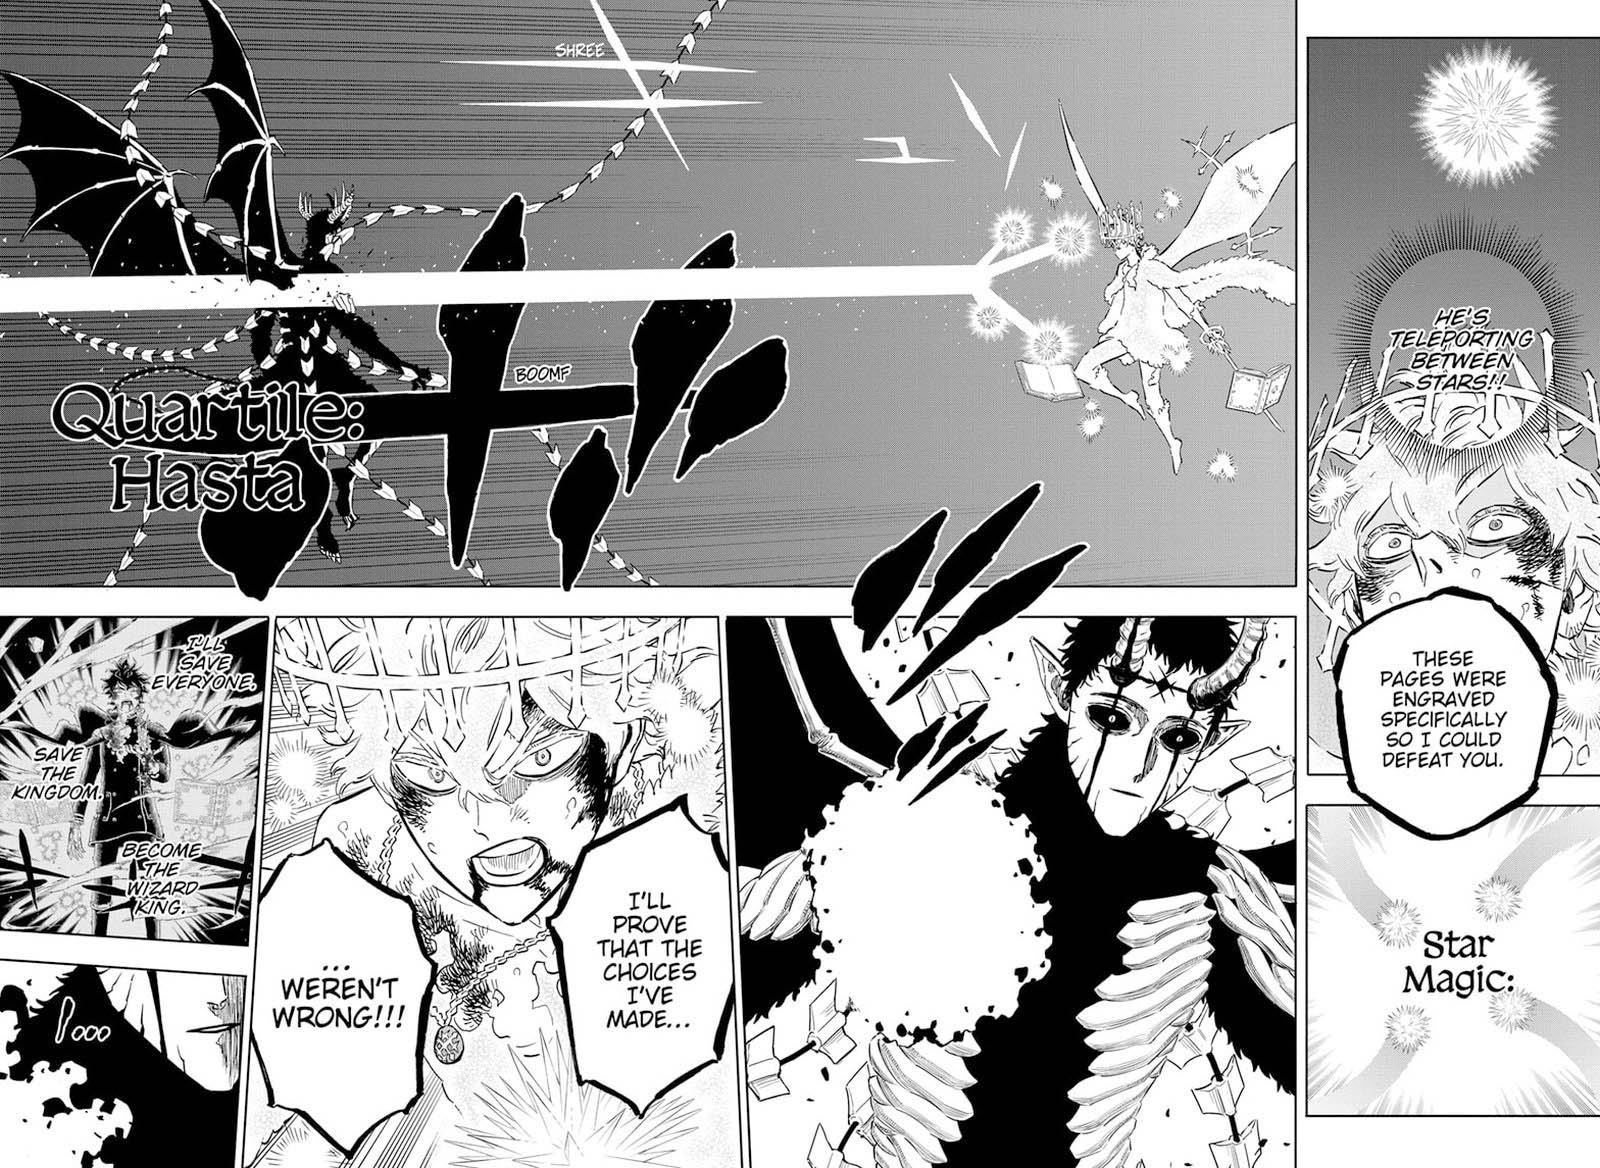 HE'S
TELEPORTING
BETWEEN
STARS!!
THESE
PAGES WERE
ENGRAVED
SPECIFICALLY
SO I COULD
DEFEAT YOU.
Star
Magic:
SHREE
BOOMF
Quartile:
Hasta
I'LL
PROVE
THAT THE
CHOICES
I'VE
MADE...
...
WEREN'T
WRONG!!!
I'LL
SAVE
EVERYONE.
SAVE
THE
KINGDOM.
BECOME
THE
WIZARD
KING.
I...